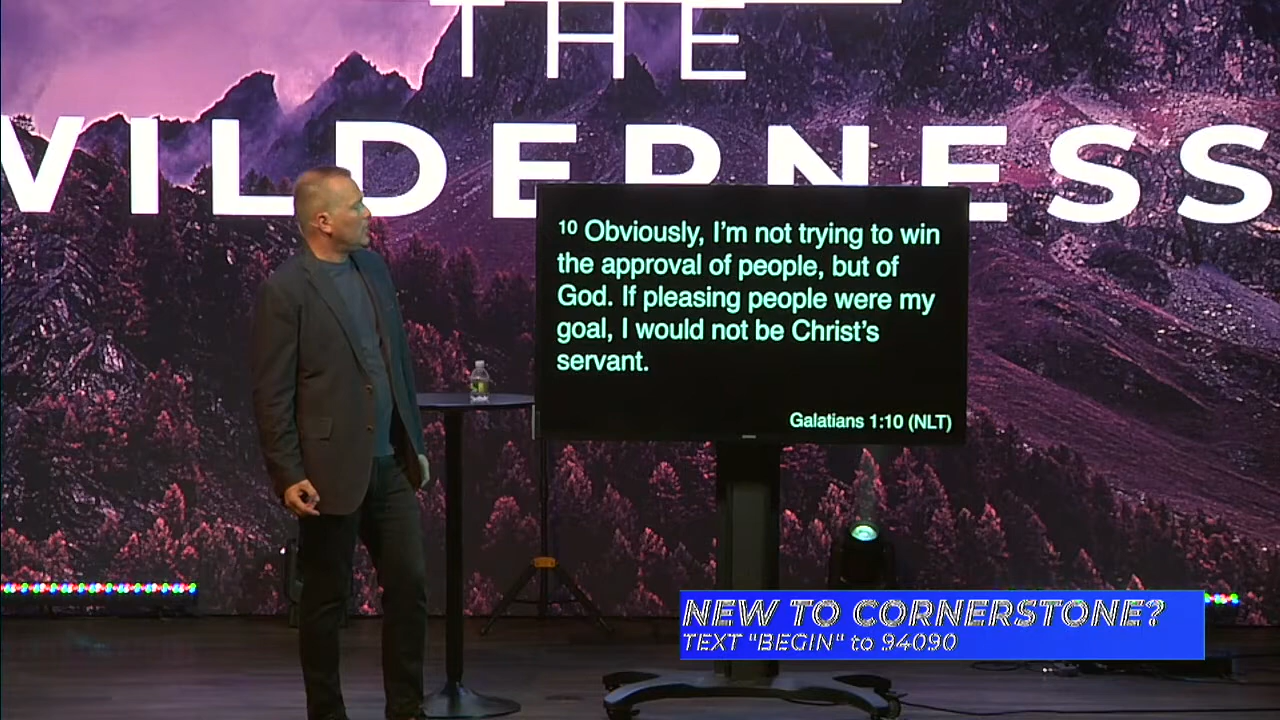 THE
WILDERNESS
10 Obviously, I'm not trying to win
the approval of people, but of
God. If pleasing people were my
goal, I would not be Christ's
servant.
Galatians 1:10 (NLT)
NEW TO CORNERSTONE?
TEXT "BEGIN" to 94090